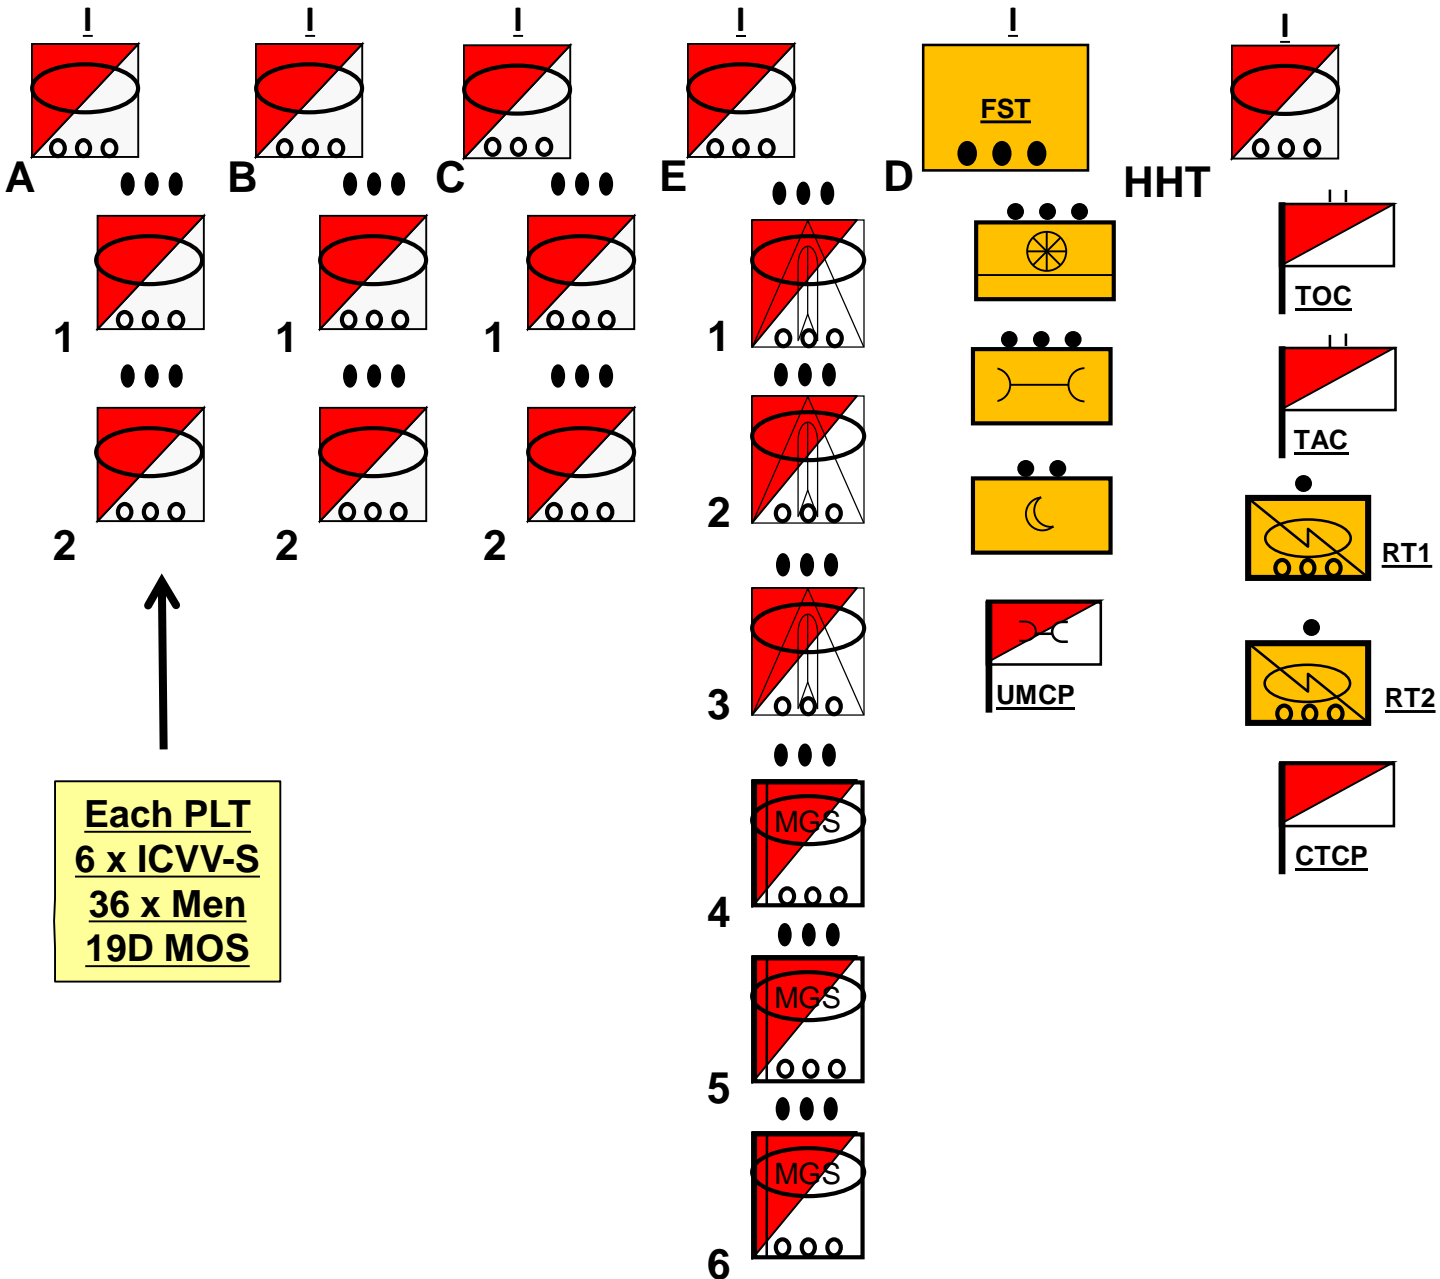 I I I I I I
A B C E D HHT
FST
1 1 1 1
TOC
2 2 2 2
TAC
RT1
3
UMCP
RT2
4
MGS
CTCP
Each PLT
6 x ICVV-S
36 x Men
19D MOS
5
MGS
6
MGS